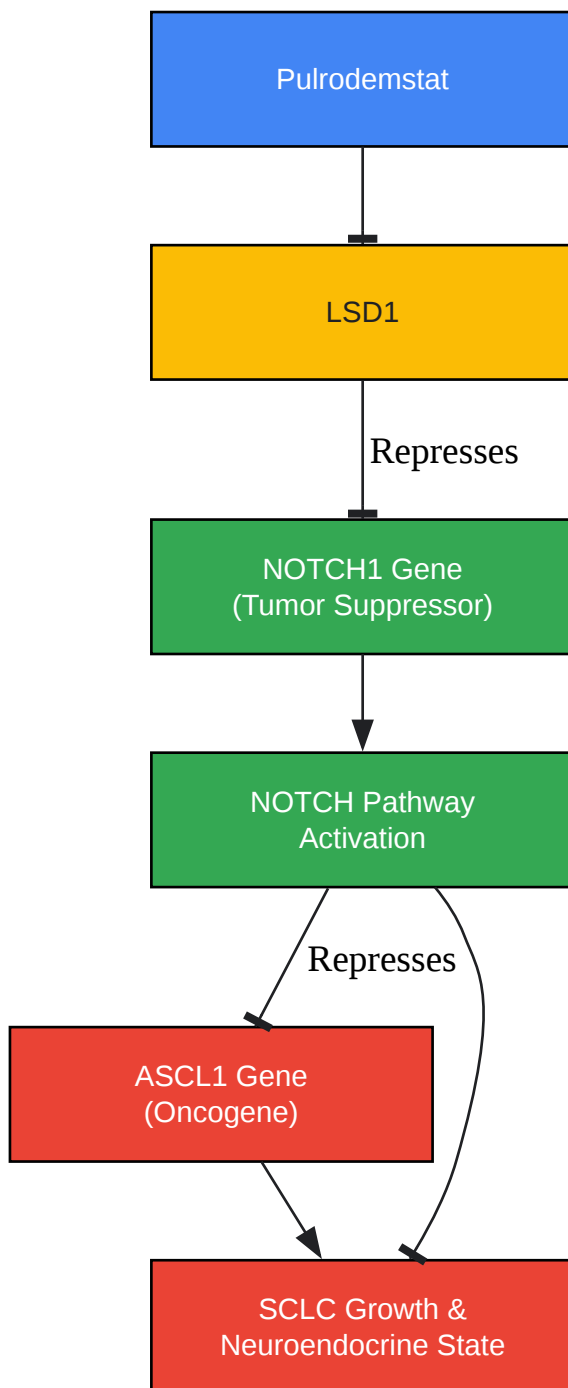 Pulrodemstat
LSD1
Represses
NOTCH1 Gene
(Tumor Suppressor)
NOTCH Pathway
Activation
Represses
ASCL1 Gene
(Oncogene)
SCLC Growth &
Neuroendocrine State